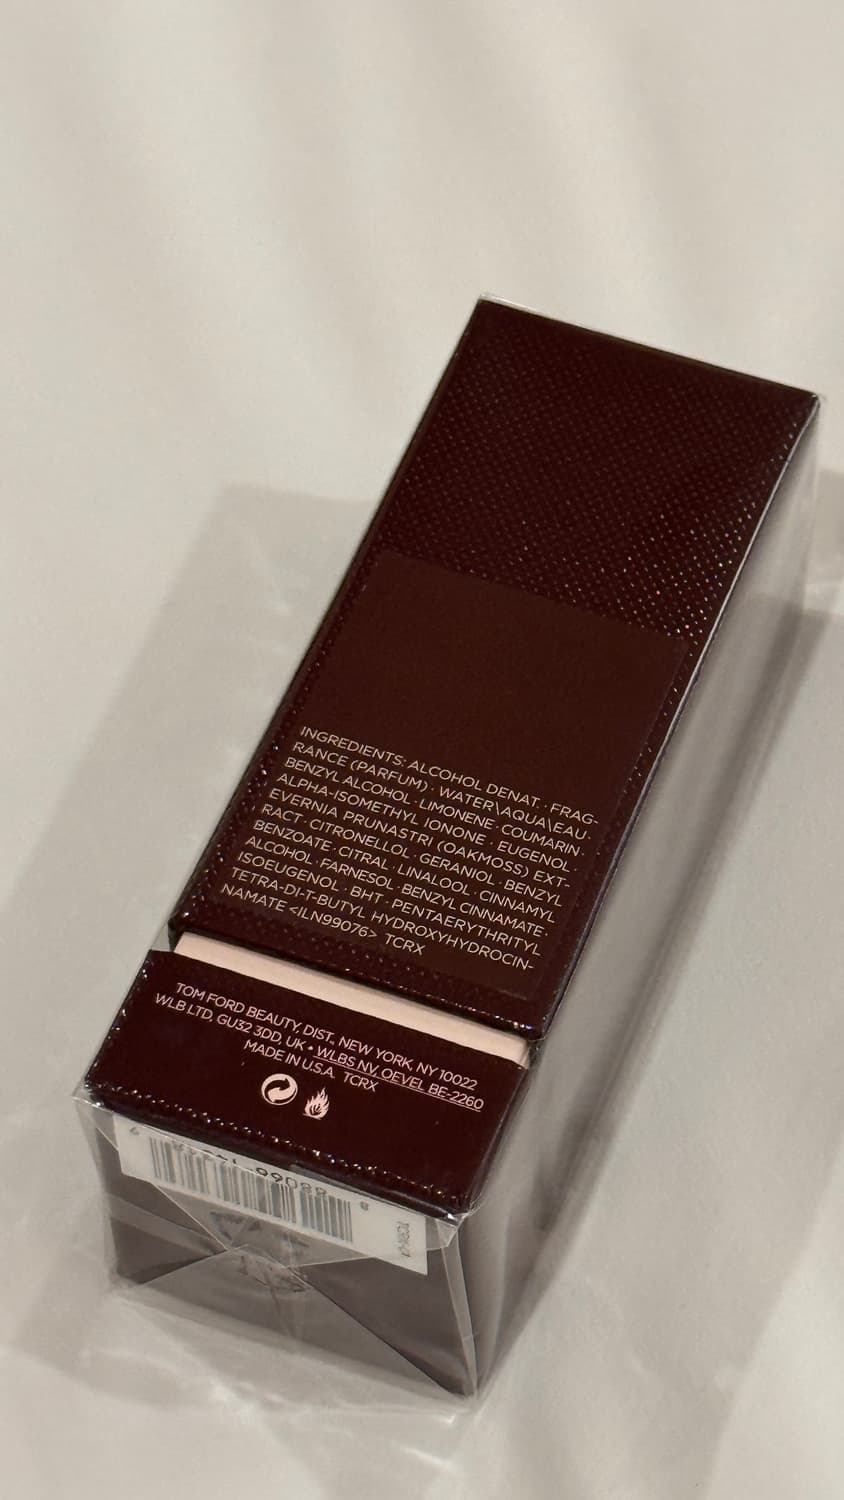 INGREDIENTS: ALCOHOL DENAT · FRAG-
RANCE (PARFUM) · WATER\AQUA\EAU ·
BENZYL ALCOHOL · LIMONENE · COUMARIN ·
ALPHA-ISOMETHYL IONONE · EUGENOL ·
EVERNIA PRUNASTRI (OAKMOSS) EXT-
RACT · CITRONELLOL · GERANIOL · BENZYL
BENZOATE · CITRAL · LINALOOL · CINNAMYL
ALCOHOL · FARNESOL · BENZYL CINNAMATE ·
ISOEUGENOL · BHT · PENTAERYTHRITYL
TETRA-DI-T-BUTYL HYDROXYHYDROCIN-
NAMATE <ILN99076> TCRX
TOM FORD BEAUTY, DIST., NEW YORK, NY 10022
WLB LTD, GU32 3DD, UK • WLBS NV, OEVEL BE-2260
MADE IN U.S.A. TCRX